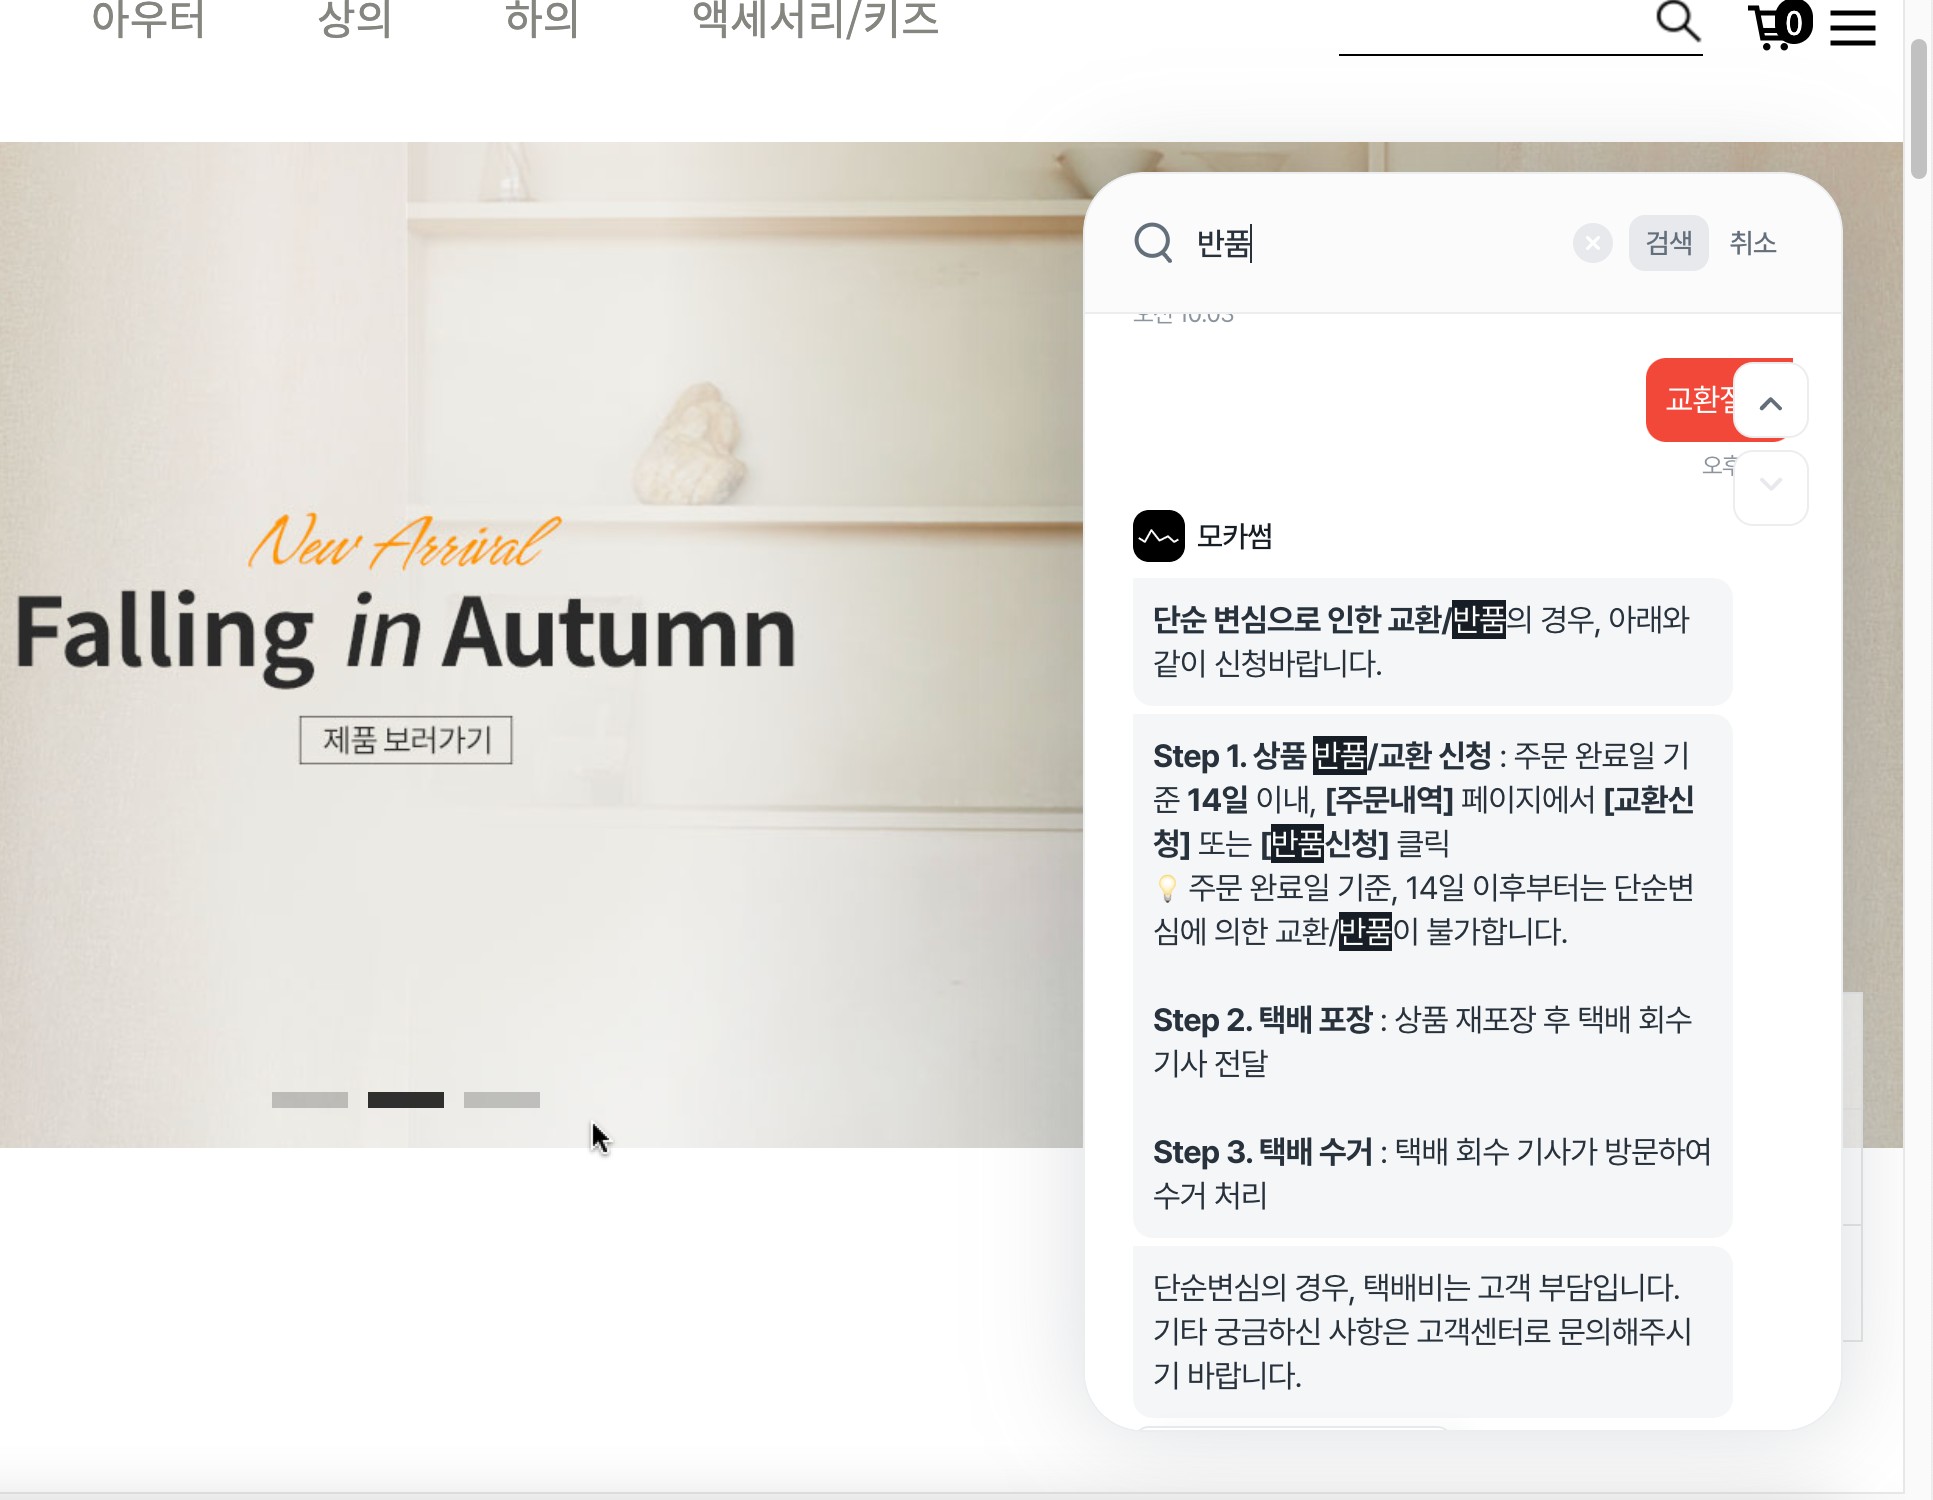 아우터 상의 하의 액세서리/키즈
0
New Arrival
Falling in Autumn
제품 보러가기
반품
검색 취소
오전 10:03
교환
오후
모카썸
단순 변심으로 인한 교환/반품의 경우, 아래와
같이 신청바랍니다.
Step 1. 상품 반품/교환 신청 : 주문 완료일 기
준 14일 이내, [주문내역] 페이지에서 [교환신
청] 또는 [반품신청] 클릭
💡 주문 완료일 기준, 14일 이후부터는 단순변
심에 의한 교환/반품이 불가합니다.
Step 2. 택배 포장 : 상품 재포장 후 택배 회수
기사 전달
Step 3. 택배 수거 : 택배 회수 기사가 방문하여
수거 처리
단순변심의 경우, 택배비는 고객 부담입니다.
기타 궁금하신 사항은 고객센터로 문의해주시
기 바랍니다.